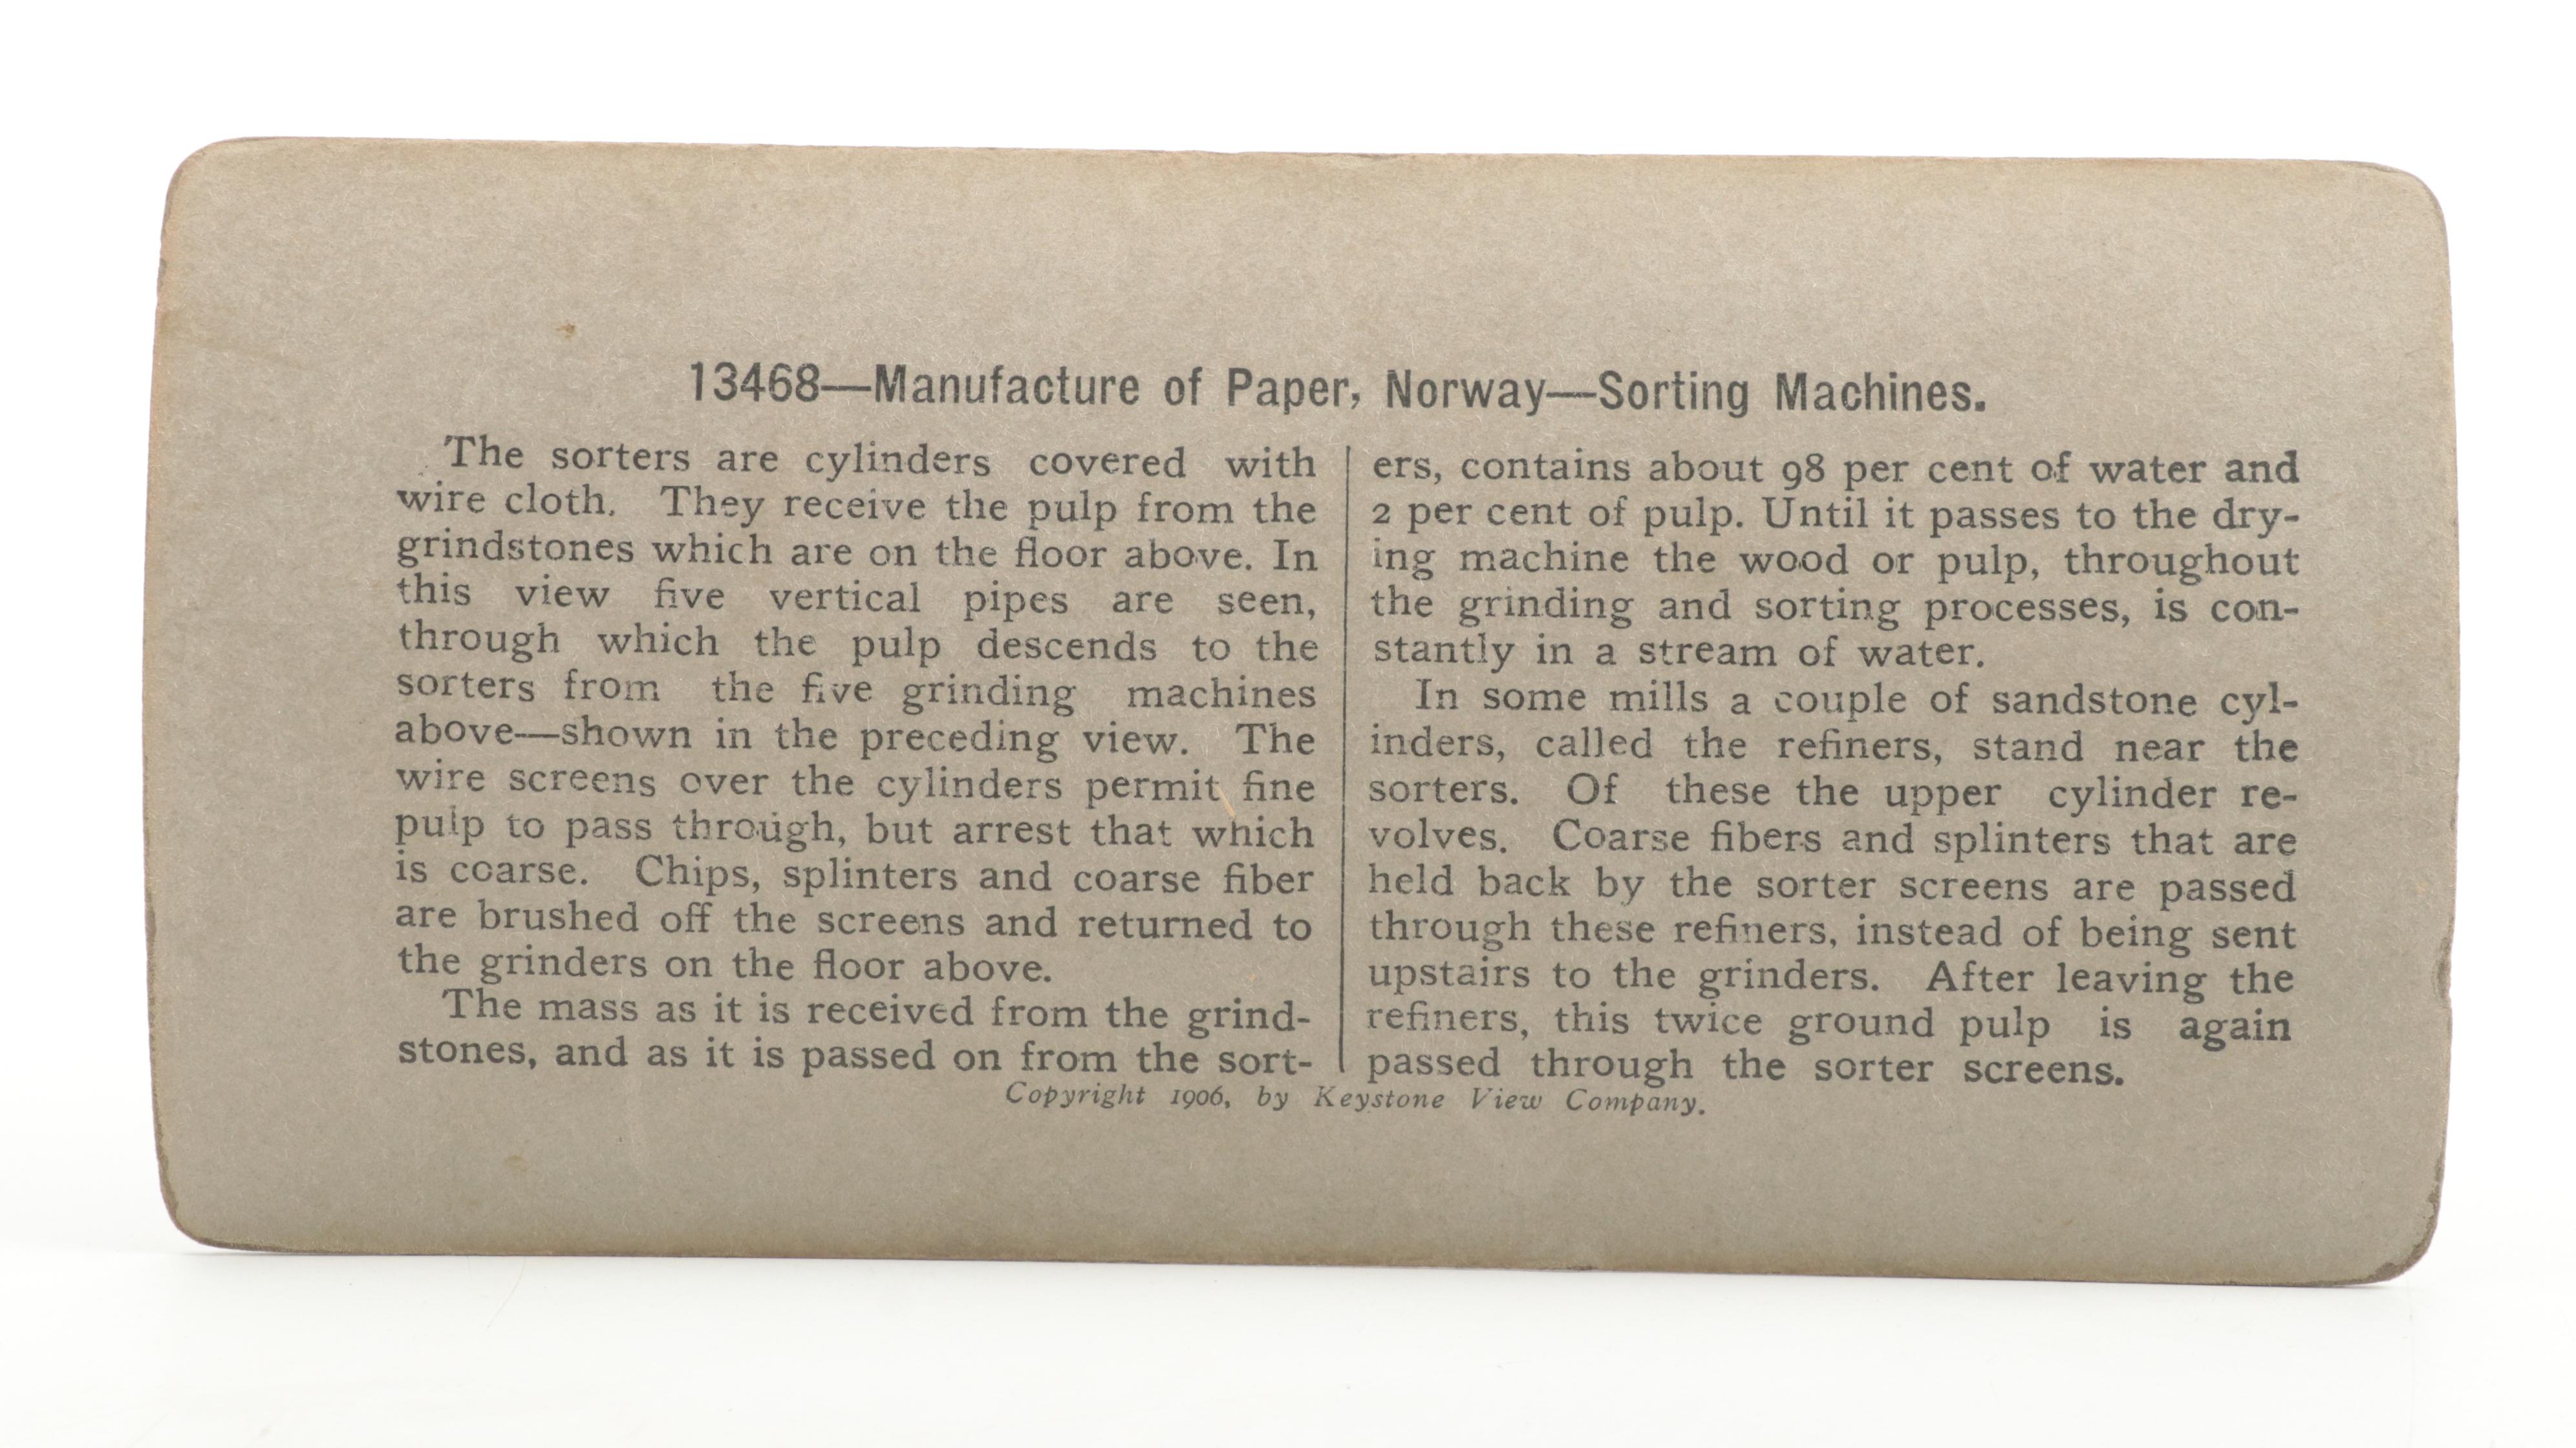 13468—Manufacture of Paper, Norway—Sorting Machines.
The sorters are cylinders covered with
wire cloth. They receive the pulp from the
grindstones which are on the floor above. In
this view five vertical pipes are seen,
through which the pulp descends to the
sorters from the five grinding machines
above—shown in the preceding view. The
wire screens over the cylinders permit fine
pulp to pass through, but arrest that which
is coarse. Chips, splinters and coarse fiber
are brushed off the screens and returned to
the grinders on the floor above.
The mass as it is received from the grind-
stones, and as it is passed on from the sort-
ers, contains about 98 per cent of water and
2 per cent of pulp. Until it passes to the dry-
ing machine the wood or pulp, throughout
the grinding and sorting processes, is con-
stantly in a stream of water.
In some mills a couple of sandstone cyl-
inders, called the refiners, stand near the
sorters. Of these the upper cylinder re-
volves. Coarse fibers and splinters that are
held back by the sorter screens are passed
through these refiners, instead of being sent
upstairs to the grinders. After leaving the
refiners, this twice ground pulp is again
passed through the sorter screens.
Copyright 1906, by Keystone View Company.